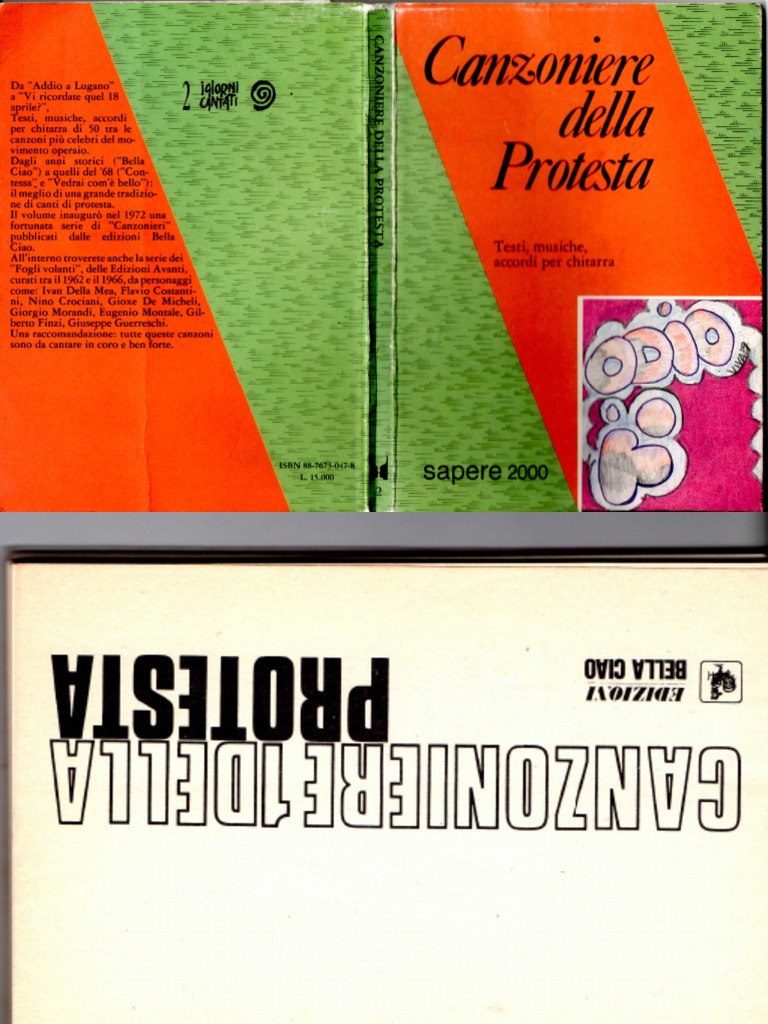 Da "Addio a Lugano"
a "Vi ricordate quel 18
aprile?".
Testi, musiche, accordi
per chitarra di 50 tra le
canzoni più celebri del mo-
vimento operaio.
Dagli anni storici ("Bella
Ciao") a quelli del '68 ("Con-
tessa" e "Vedrai com'è bello"):
il meglio di una grande tradizio-
ne di canti di protesta.
Il volume inaugurò nel 1972 una
fortunata serie di "Canzonieri"
pubblicati dalle edizioni Bella
Ciao.
All'interno troverete anche la serie dei
"Fogli volanti", delle Edizioni Avanti,
curati tra il 1962 e il 1966, da personaggi
come: Ivan Della Mea, Flavio Costanti-
ni, Nino Crociani, Gioxe De Micheli,
Giorgio Morandi, Eugenio Montale, Gil-
berto Finzi, Giuseppe Guerreschi.
Una raccomandazione: tutte queste canzoni
sono da cantare in coro e ben forte.
2 i GIORNI
CANTATI
ISBN 88-7673-047-8
L. 15.000
CANZONIERE DELLA PROTESTA
2
Canzoniere
della
Protesta
Testi, musiche,
accordi per chitarra
ODIO
VIVA
sapere 2000
CANZONIERE 1 DELLA
PROTESTA
EDIZIONI
BELLA CIAO